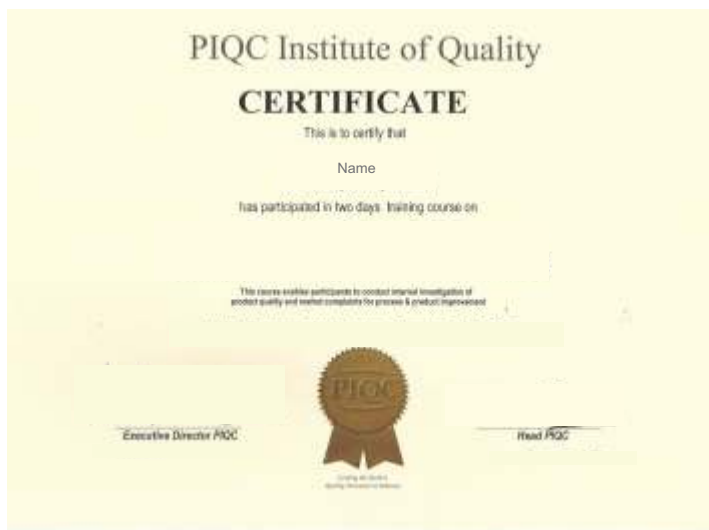 PIQC Institute of Quality
CERTIFICATE
This is to certify that
Name
has participated in two days training course on
This course enables participants to conduct internal investigation of
product quality and market complaints for process & product improvement
PIQC
Executive Director PIQC
Head PIQC